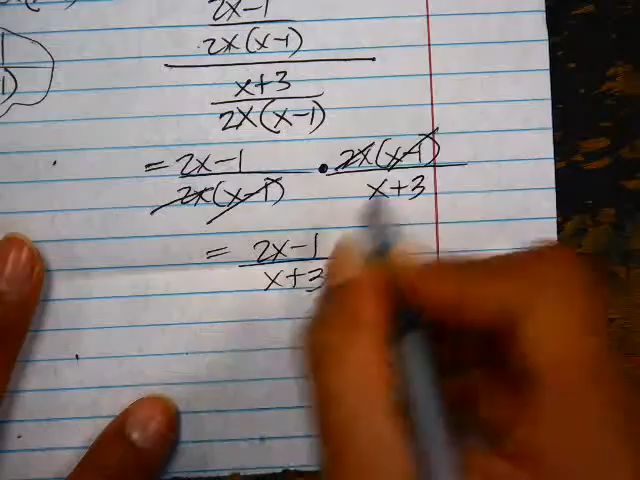 2x-1
2x(x-1)
x+3
2x(x-1)
= 2x-1 • 2x(x-1)
2x(x-1) x+3
= 2x-1
x+3